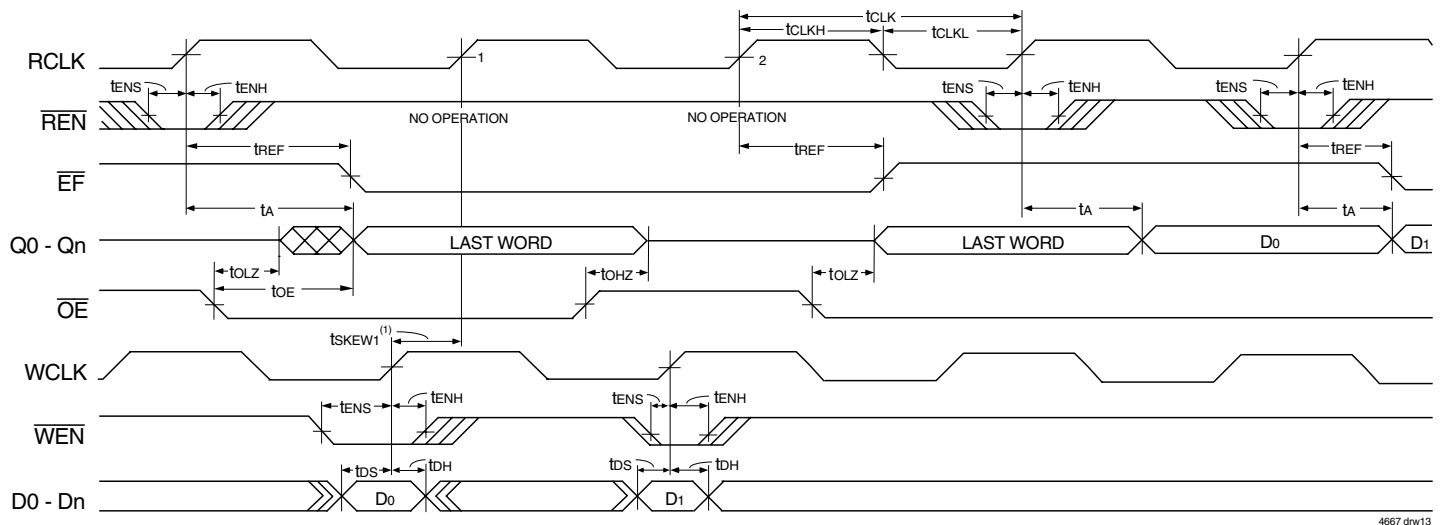 tCLK
tCLKH tCLKL
RCLK 1 2
tENS tENH tENS tENH tENS tENH
REN
NO OPERATION NO OPERATION
tREF tREF tREF
EF
tA tA tA
Q0 - Qn LAST WORD LAST WORD D0 D1
tOLZ tOHZ tOLZ
tOE
OE
tSKEW1(1)
WCLK
tENS tENH tENS tENH
WEN
tDS tDH tDS tDH
D0 - Dn D0 D1
4667 drw13